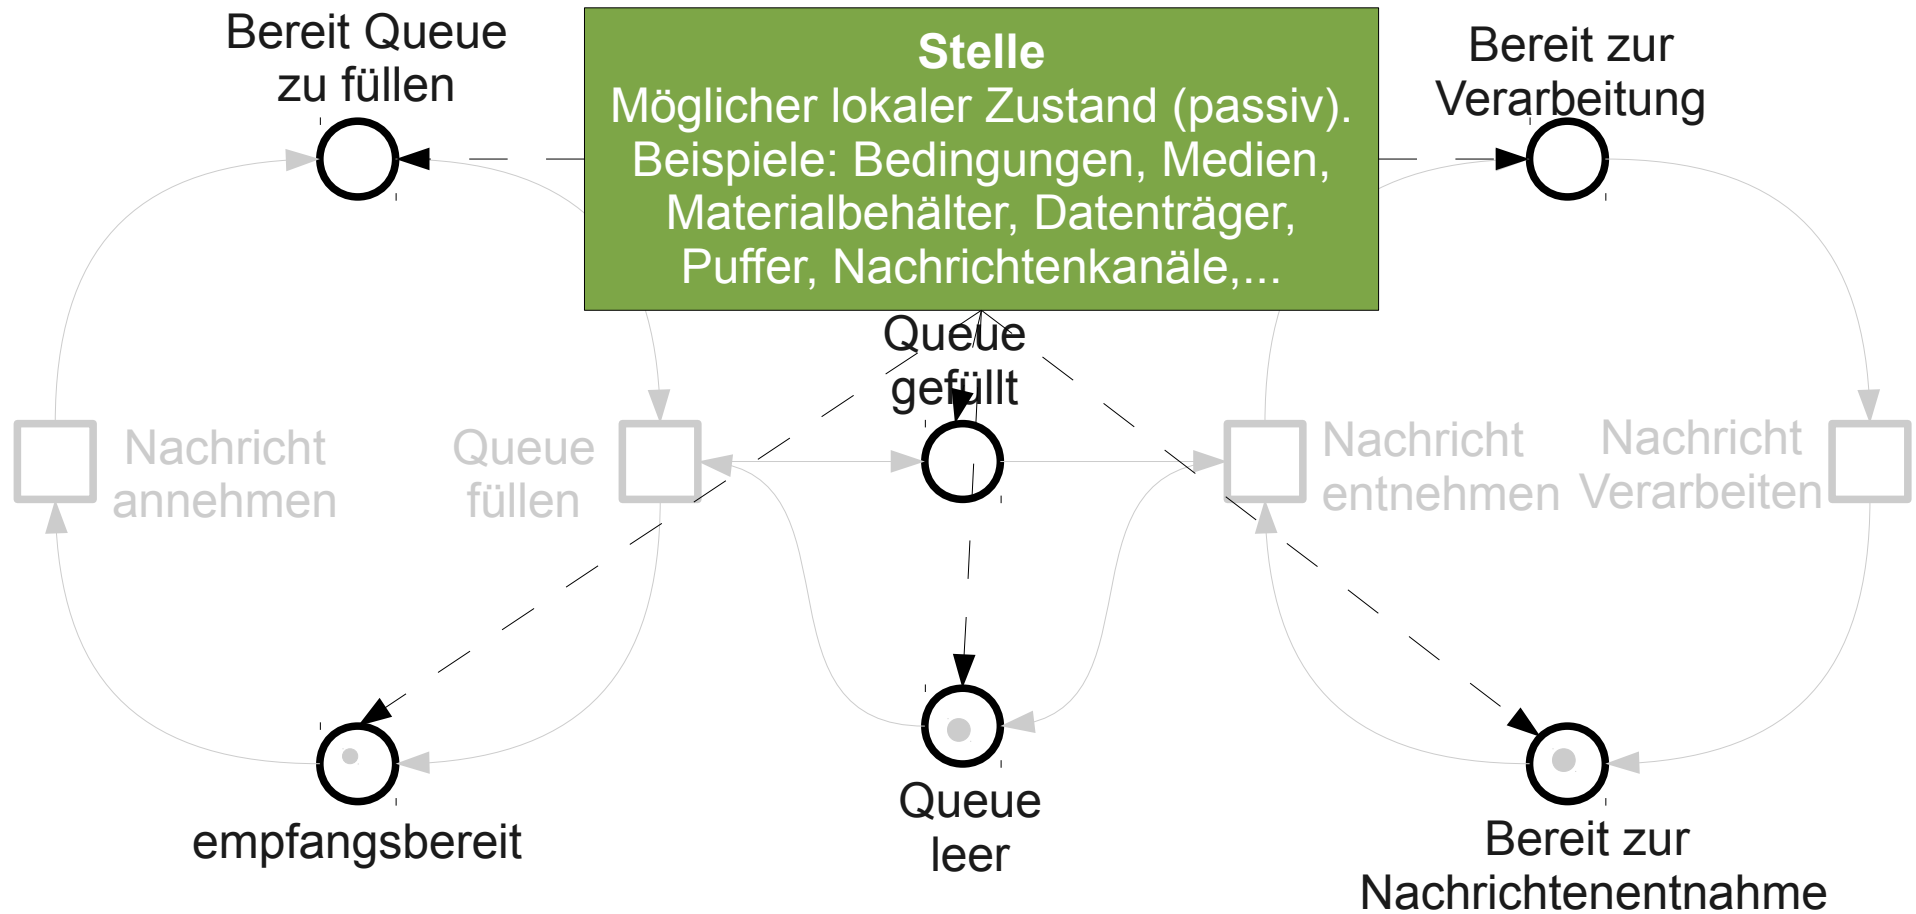 Bereit Queue
zu füllen
Stelle
Möglicher lokaler Zustand (passiv).
Beispiele: Bedingungen, Medien,
Materialbehälter, Datenträger,
Puffer, Nachrichtenkanäle,...
Bereit zur
Verarbeitung
Queue
gefüllt
Nachricht
annehmen
Queue
füllen
Nachricht
entnehmen
Nachricht
Verarbeiten
empfangsbereit
Queue
leer
Bereit zur
Nachrichtenentnahme